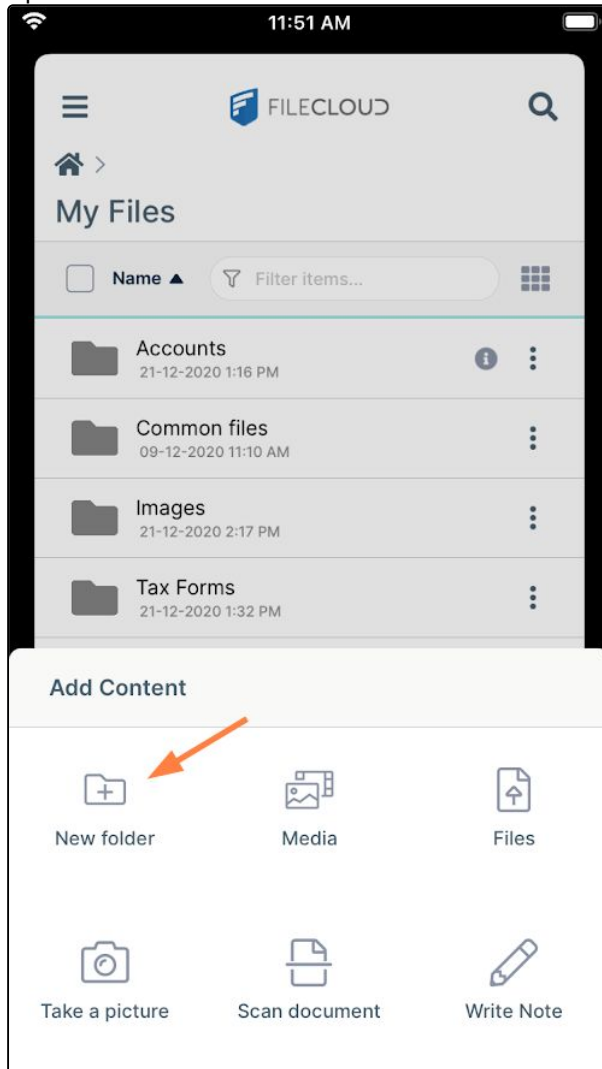 11:51 AM
FILECLOUD
My Files
Name ▲ Filter items...
Accounts
21-12-2020 1:16 PM
Common files
09-12-2020 11:10 AM
Images
21-12-2020 2:17 PM
Tax Forms
21-12-2020 1:32 PM
Add Content
New folder Media Files
Take a picture Scan document Write Note